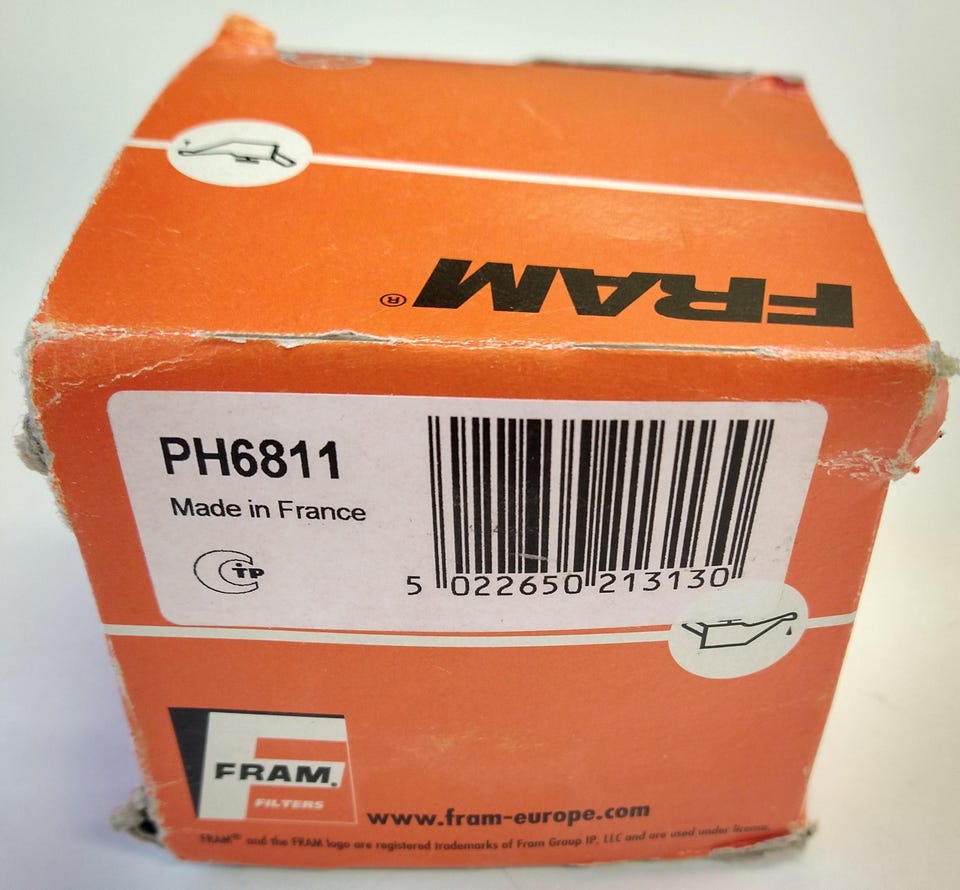 FRAM®
PH6811
Made in France
CTP
5 022650 213130
FRAM®
FILTERS
www.fram-europe.com
FRAM® and the FRAM logo are registered trademarks of Fram Group IP, LLC and are used under license.